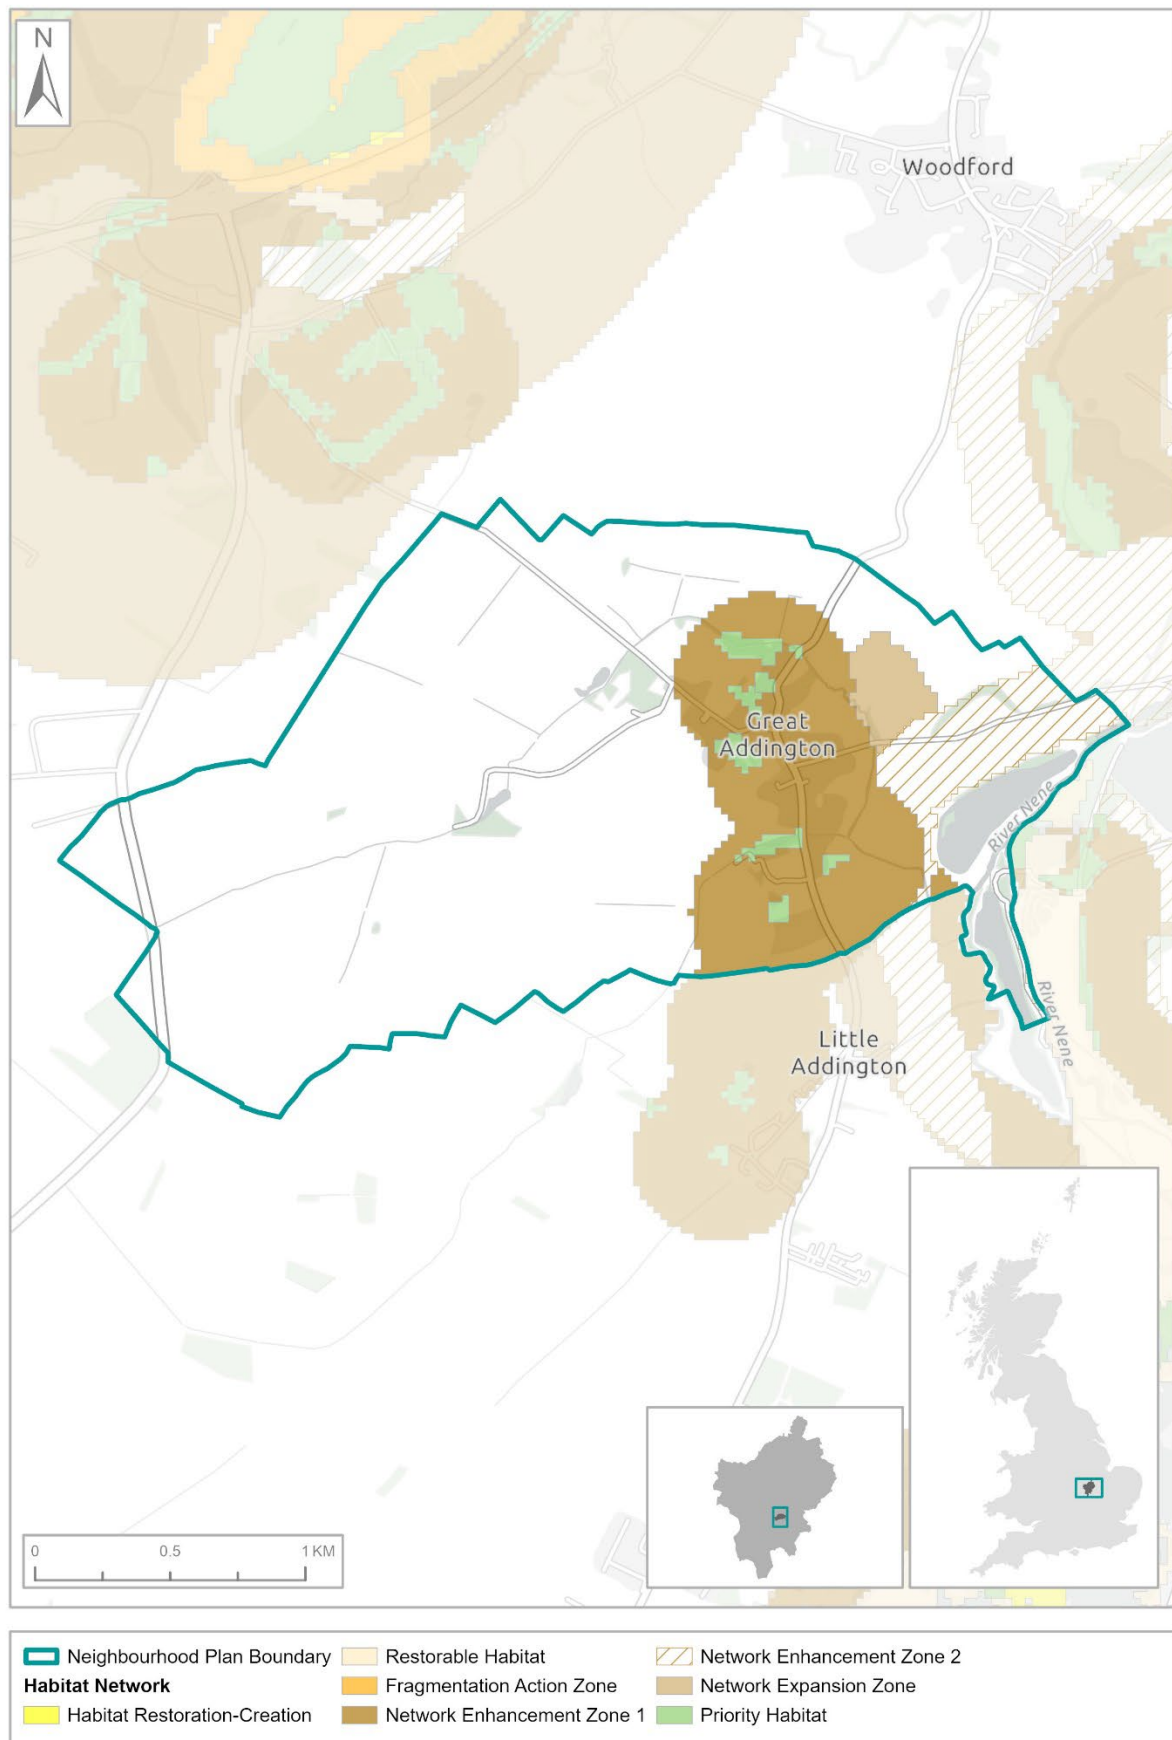 N
Woodford
Great
Addington
River Nene
River Nene
Little
Addington
0 0.5 1 KM
Neighbourhood Plan Boundary
Habitat Network
Habitat Restoration-Creation
Restorable Habitat
Fragmentation Action Zone
Network Enhancement Zone 1
Network Enhancement Zone 2
Network Expansion Zone
Priority Habitat